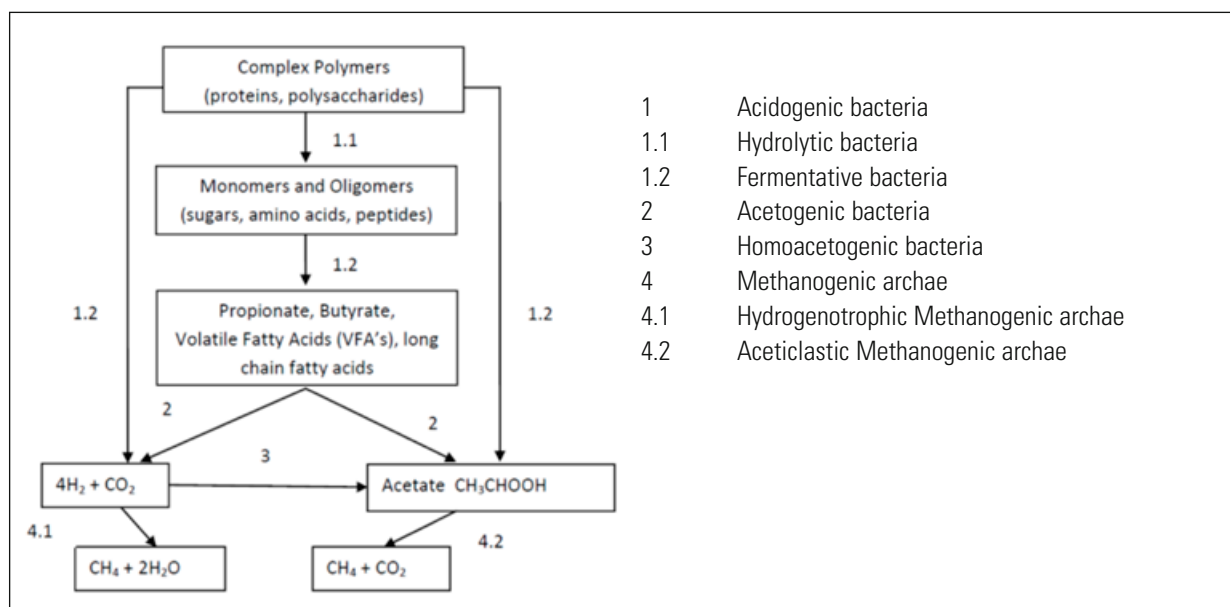 Complex Polymers
(proteins, polysaccharides)
1.1
Monomers and Oligomers
(sugars, amino acids, peptides)
1.2
1.2
1.2
Propionate, Butyrate,
Volatile Fatty Acids (VFA's), long
chain fatty acids
2
2
3
4H₂ + CO₂
Acetate CH₃CHOOH
4.1
4.2
CH₄ + 2H₂O
CH₄ + CO₂
1 Acidogenic bacteria
1.1 Hydrolytic bacteria
1.2 Fermentative bacteria
2 Acetogenic bacteria
3 Homoacetogenic bacteria
4 Methanogenic archae
4.1 Hydrogenotrophic Methanogenic archae
4.2 Aceticlastic Methanogenic archae